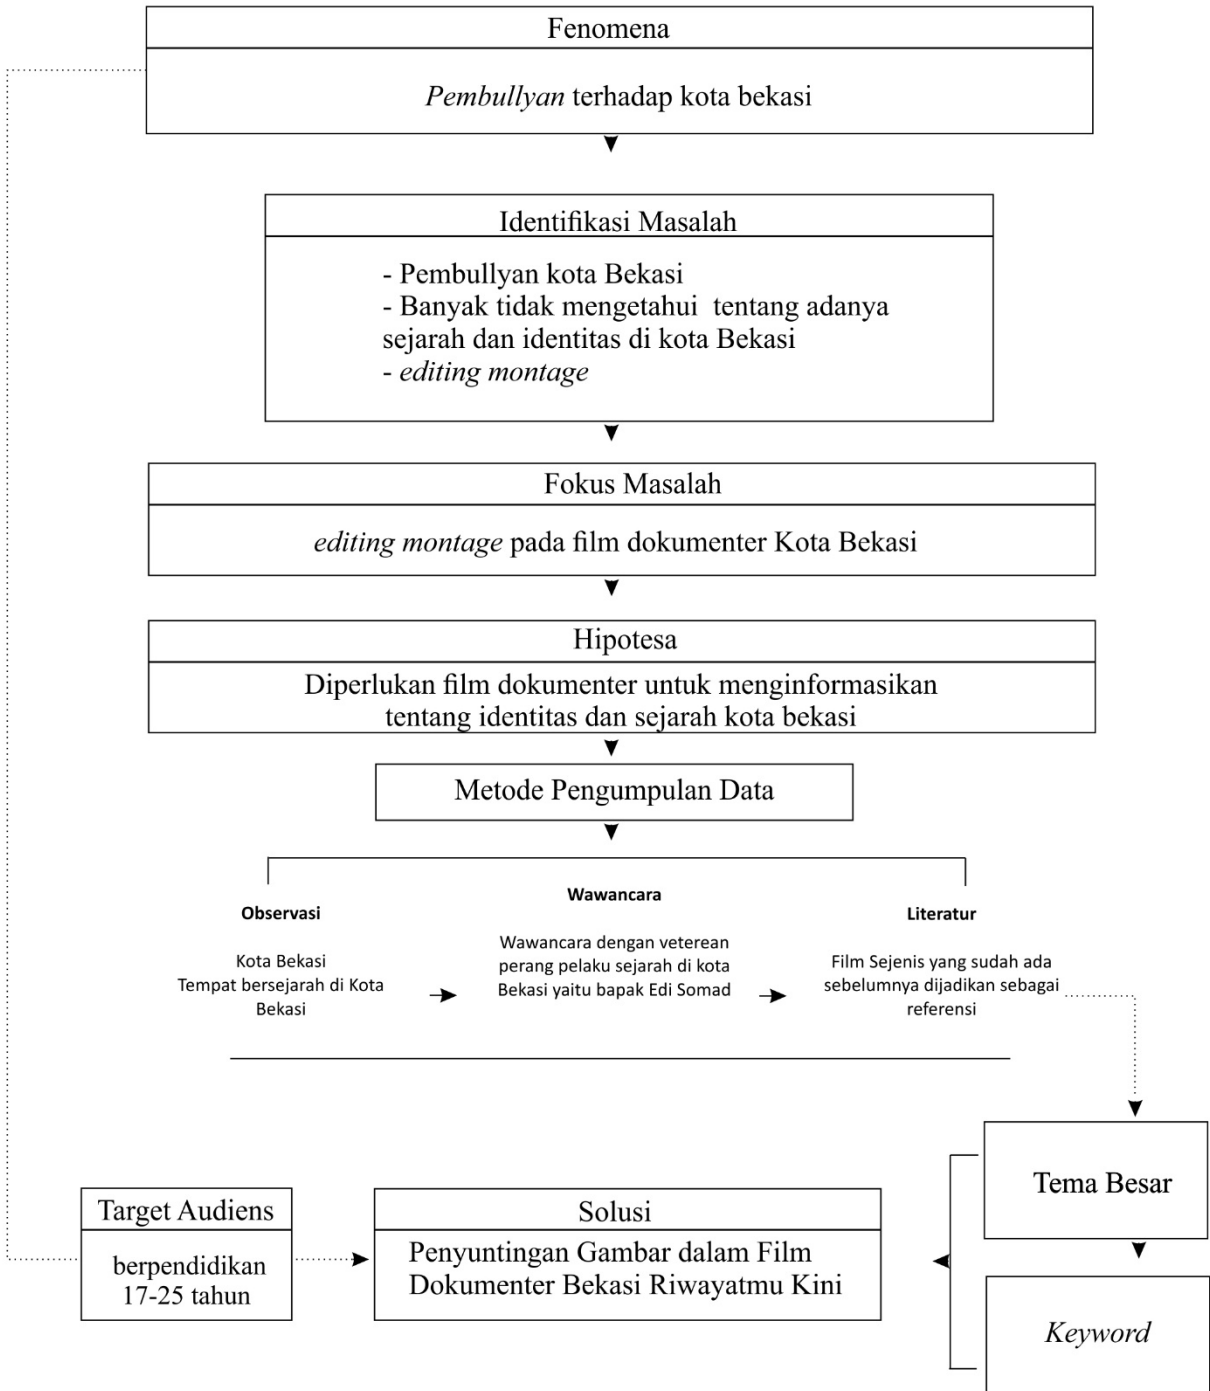 Fenomena
Pembullyan terhadap kota bekasi
Identifikasi Masalah
- Pembullyan kota Bekasi
- Banyak tidak mengetahui tentang adanya
sejarah dan identitas di kota Bekasi
- editing montage
Fokus Masalah
editing montage pada film dokumenter Kota Bekasi
Hipotesa
Diperlukan film dokumenter untuk menginformasikan
tentang identitas dan sejarah kota bekasi
Metode Pengumpulan Data
Observasi
Kota Bekasi
Tempat bersejarah di Kota
Bekasi
Wawancara
Wawancara dengan veterean
perang pelaku sejarah di kota
Bekasi yaitu bapak Edi Somad
Literatur
Film Sejenis yang sudah ada
sebelumnya dijadikan sebagai
referensi
Tema Besar
Keyword
Target Audiens
berpendidikan
17-25 tahun
Solusi
Penyuntingan Gambar dalam Film
Dokumenter Bekasi Riwayatmu Kini